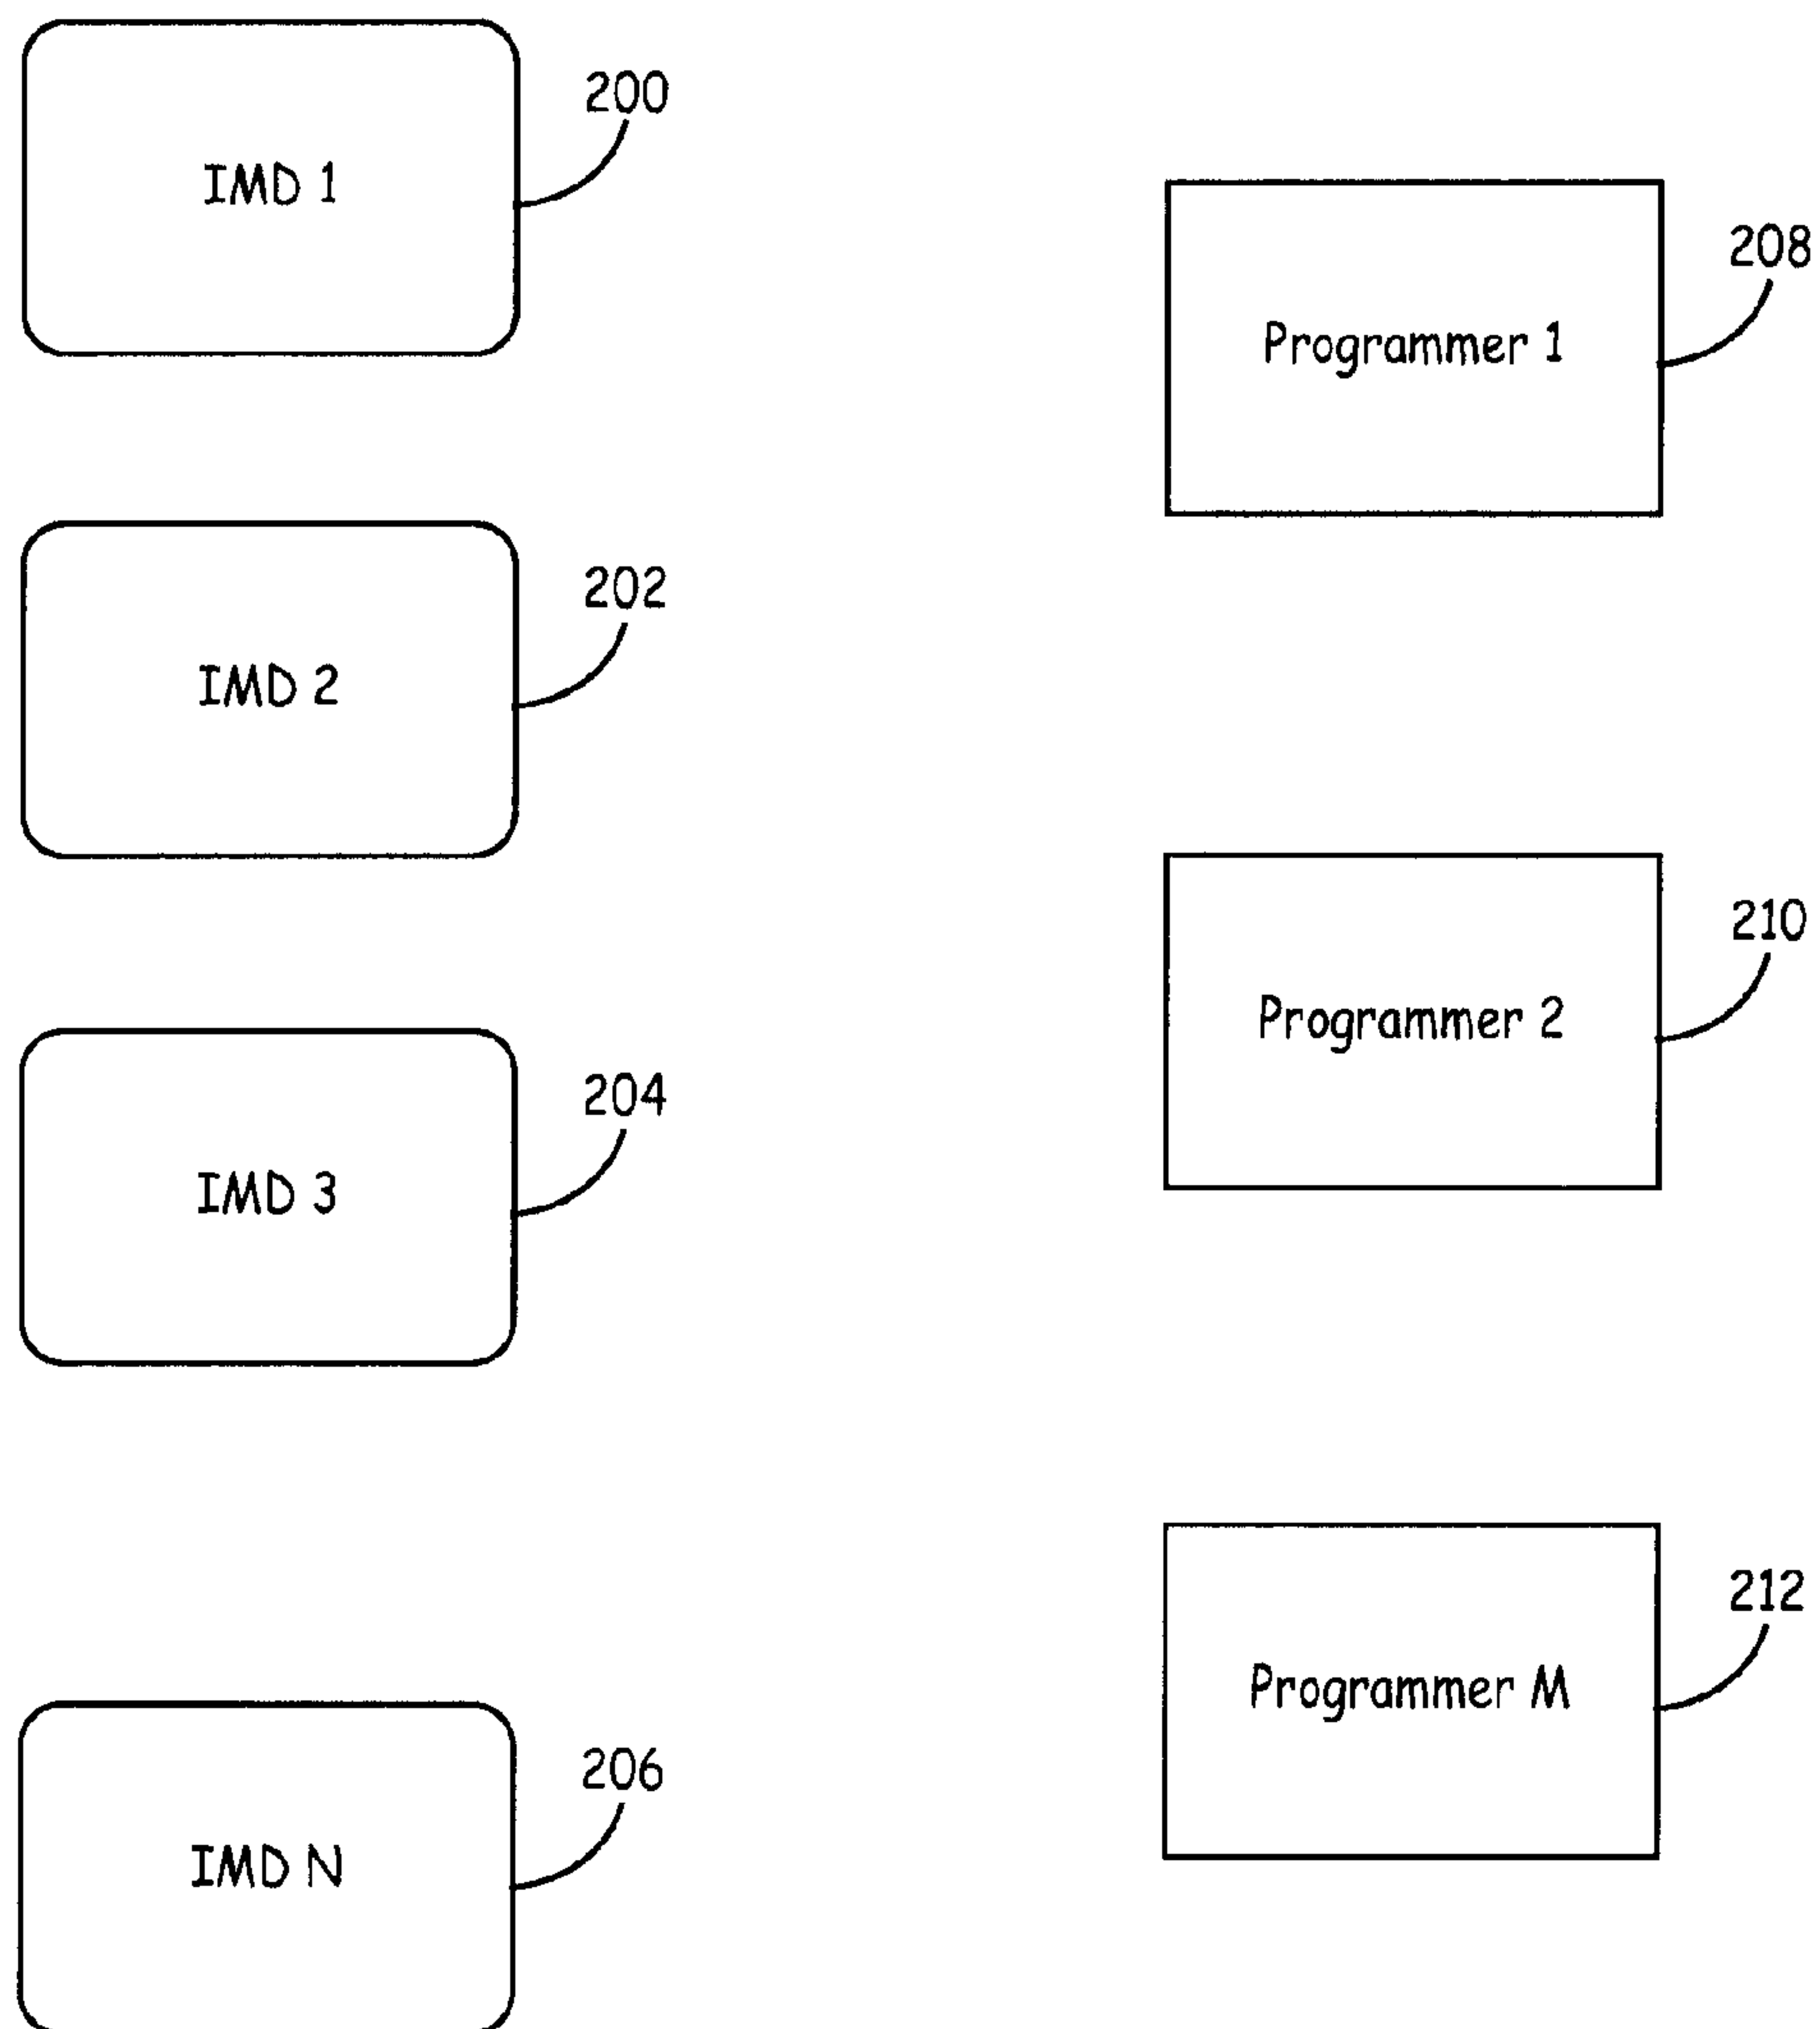 IMD 1
200
Programmer 1
208
IMD 2
202
Programmer 2
210
IMD 3
204
Programmer M
212
IMD N
206